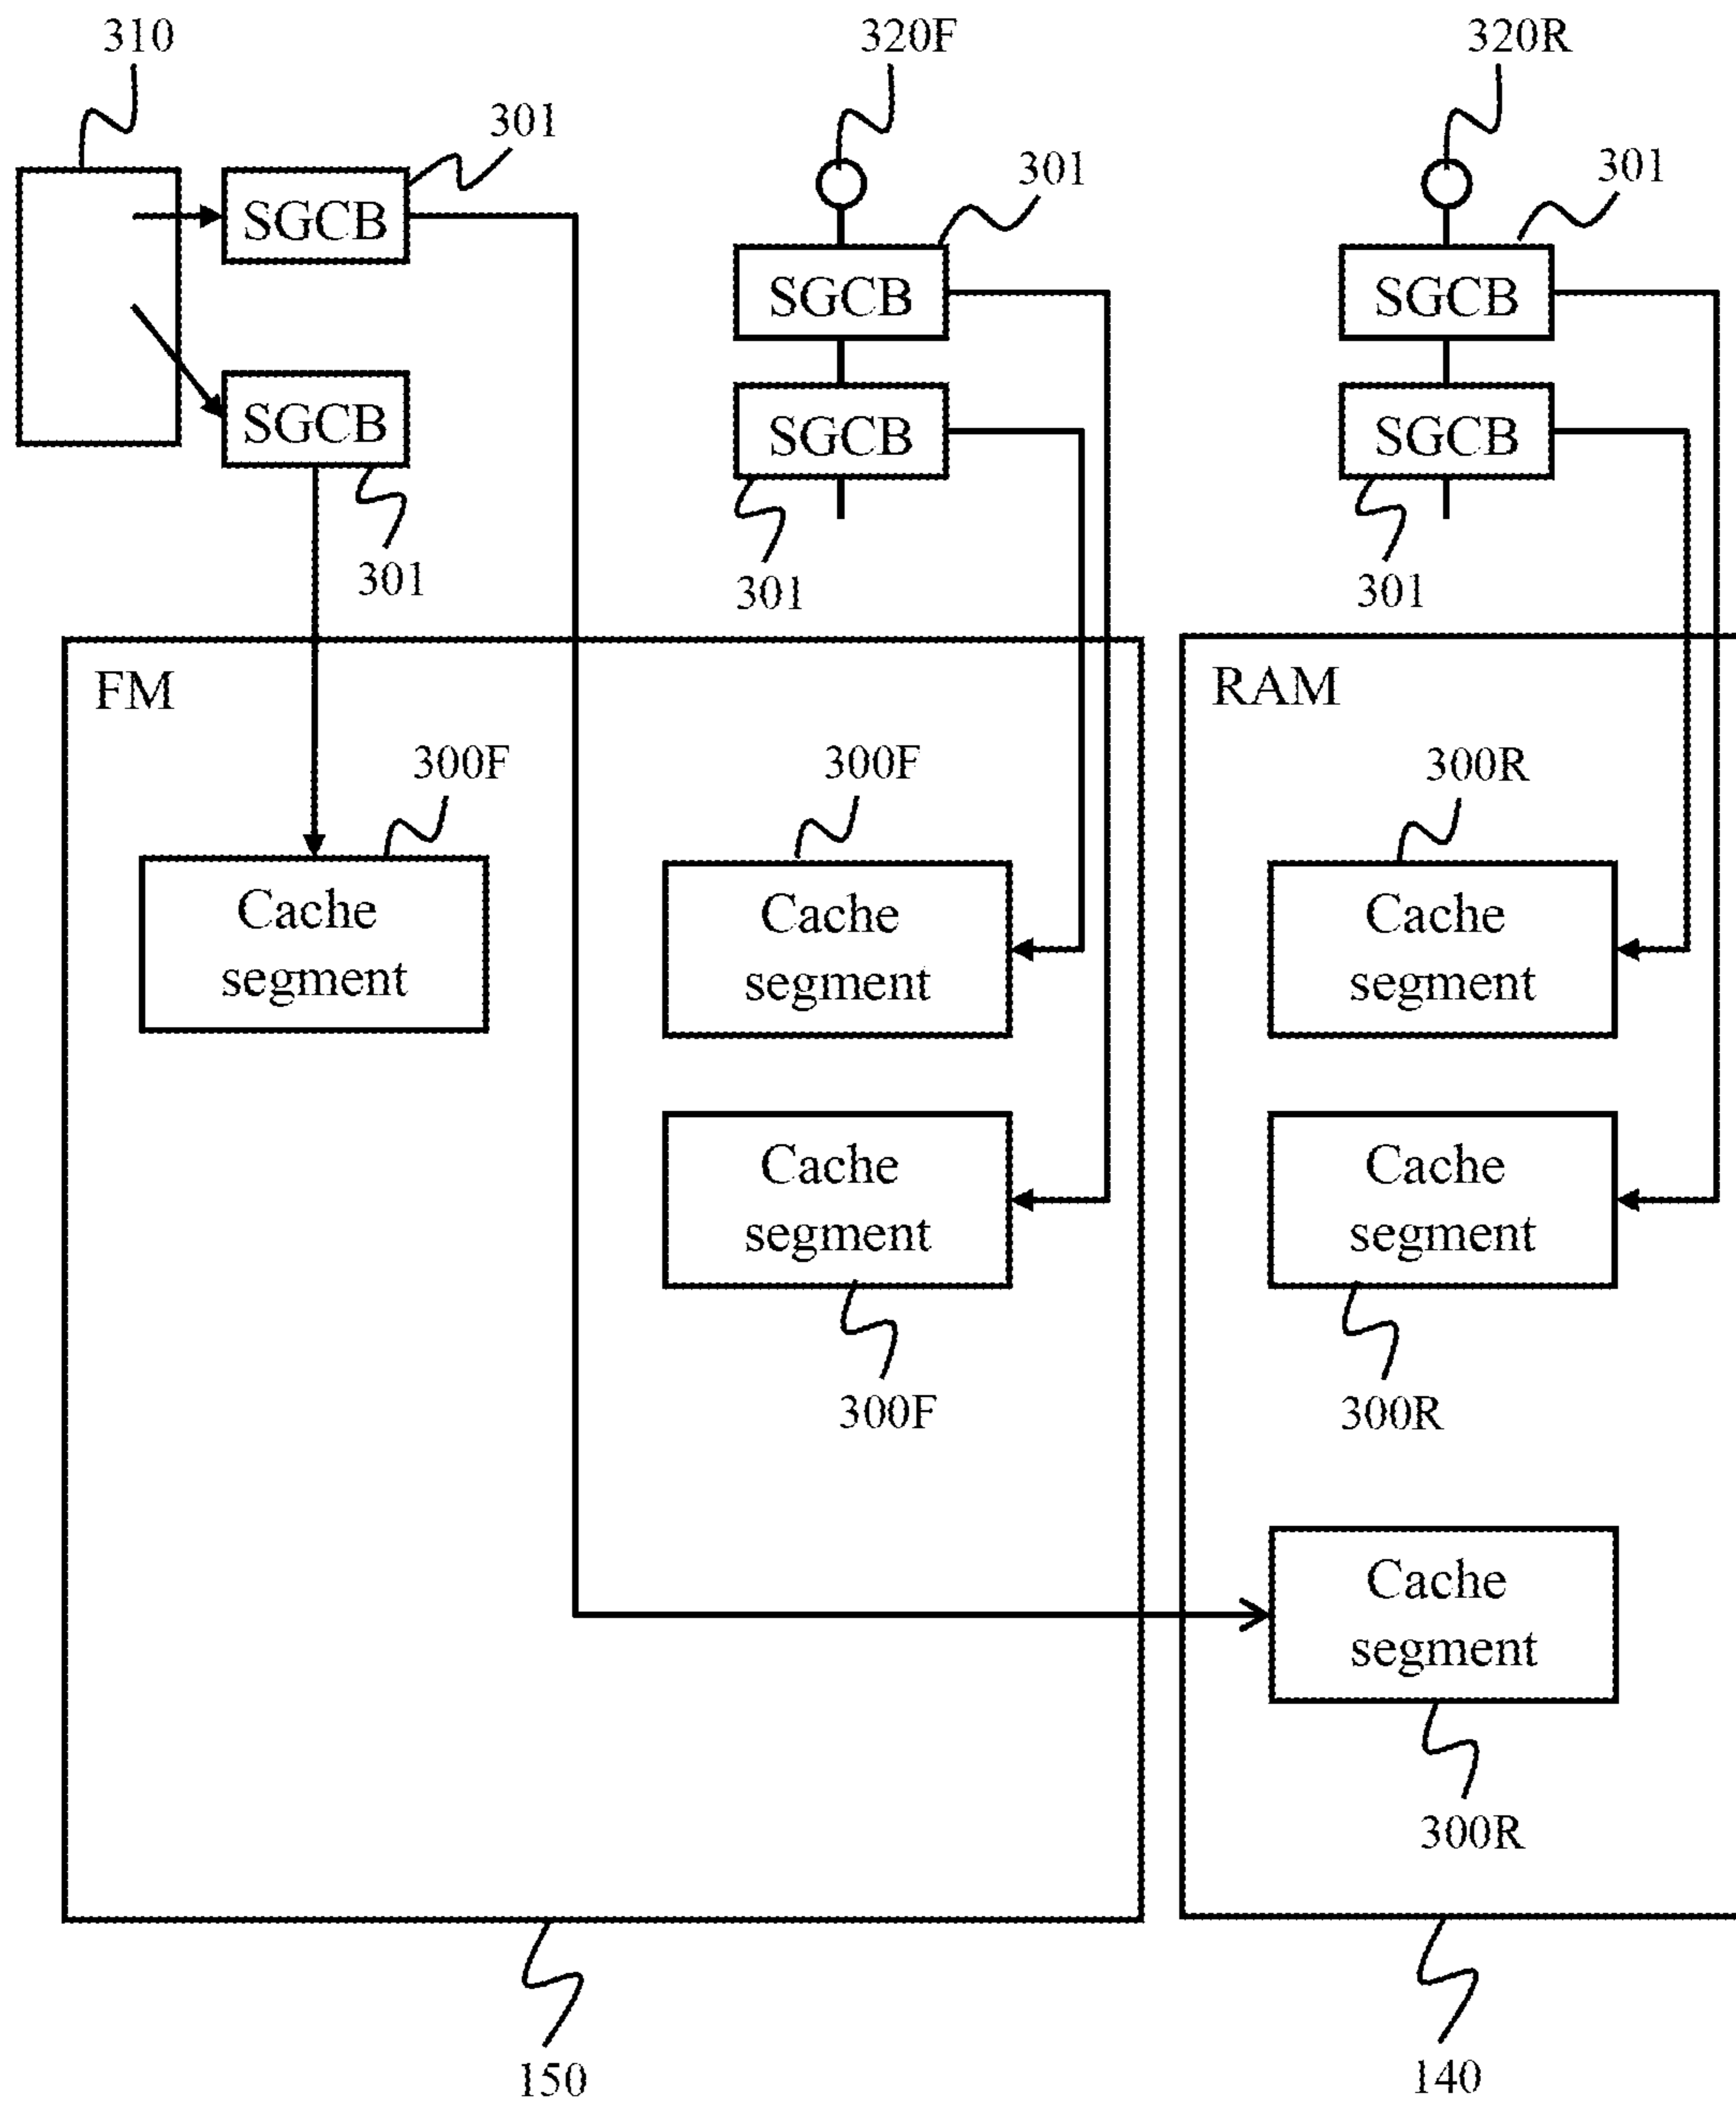 310
320F
320R
301
301
301
SGCB
SGCB
SGCB
SGCB
SGCB
SGCB
301
301
301
FM
RAM
300F
300F
300R
Cache
segment
Cache
segment
Cache
segment
Cache
segment
Cache
segment
300F
300R
Cache
segment
300R
150
140